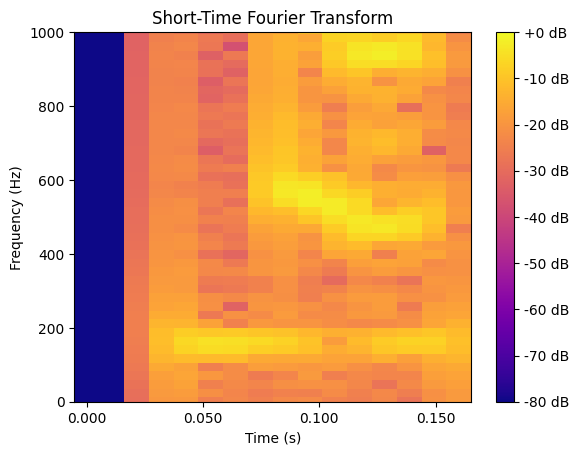 Short-Time Fourier Transform
1000
800
600
400
200
0
Frequency (Hz)
0.000
0.050
0.100
0.150
Time (s)
+0 dB
-10 dB
-20 dB
-30 dB
-40 dB
-50 dB
-60 dB
-70 dB
-80 dB